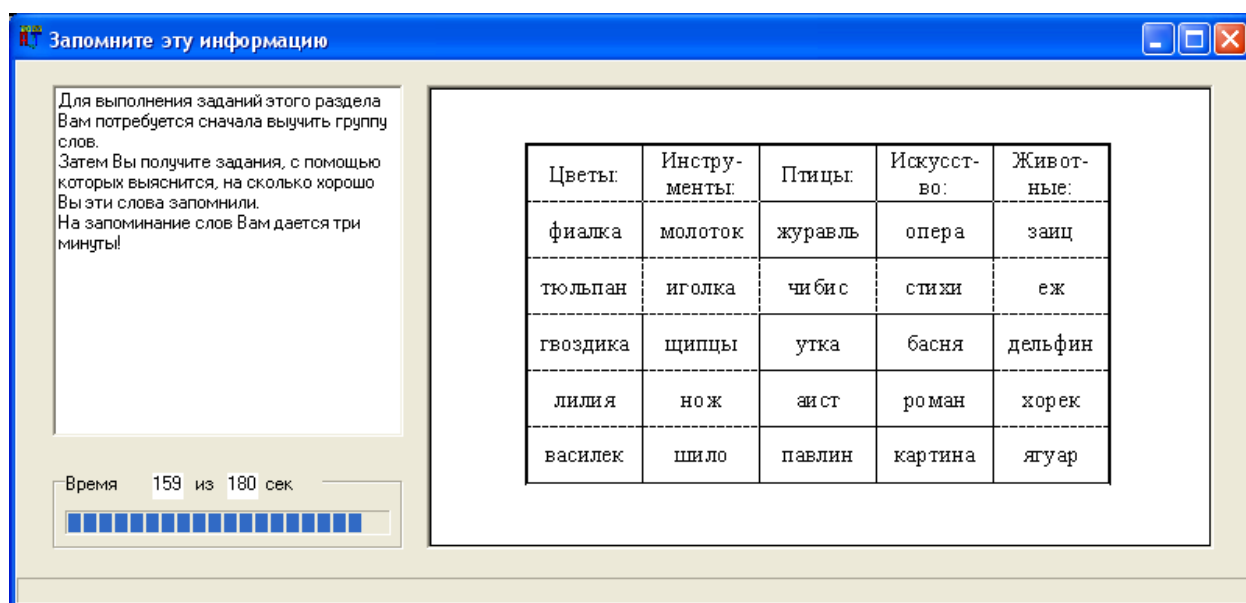 Запомните эту информацию
Для выполнения заданий этого раздела
Вам потребуется сначала выучить группу
слов.
Затем Вы получите задания, с помощью
которых выяснится, на сколько хорошо
Вы эти слова запомнили.
На запоминание слов Вам дается три
минуты!
Время 159 из 180 сек
Цветы: Инстру-менты: Птицы: Искусст-во: Живот-ные:
фиалка молоток журавль опера заиц
тюльпан иголка чибис стихи еж
гвоздика щипцы утка басня дельфин
лилия нож аист роман хорек
василек шило павлин картина ягуар